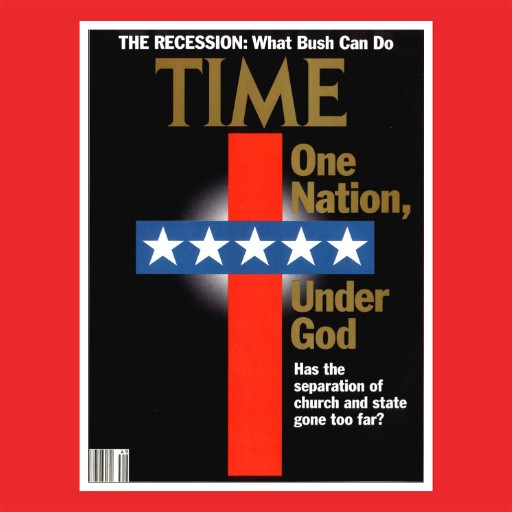 THE RECESSION: What Bush Can Do
TIME
One
Nation,
Under
God
Has the
separation of
church and state
gone too far?
49